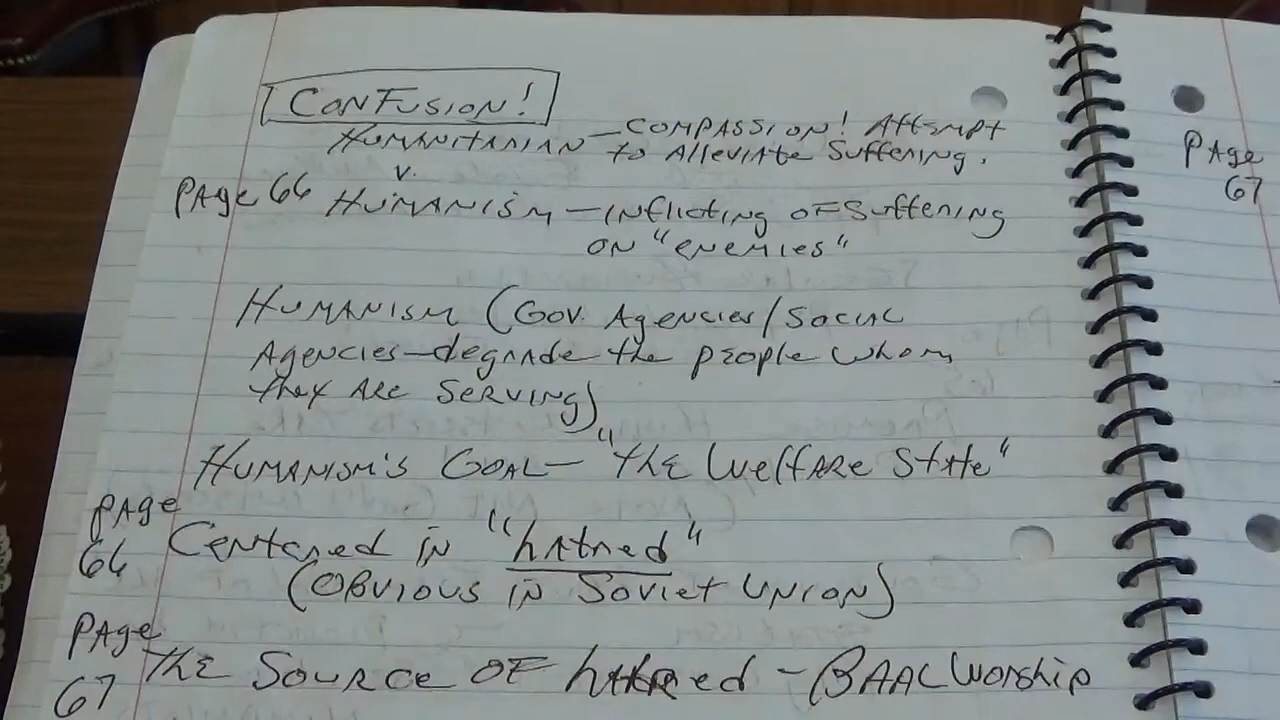 CONFUSION!
HUMANITARIAN — COMPASSION! Attempt
to Alleviate Suffering.
v.
PAge 66 HUMANISM — inflicting OF Suffering
ON "enemies"
HUMANISM (Gov. Agencies/Social
Agencies—degrade the people whom
they Are Serving)
HUMANISM'S GOAL — "the Welfare State"
PAge
66
Centered in "hatred"
(OBVIOUS IN Soviet UNION)
PAge
67
the Source OF hatred - BAAL Worship
PAge
67